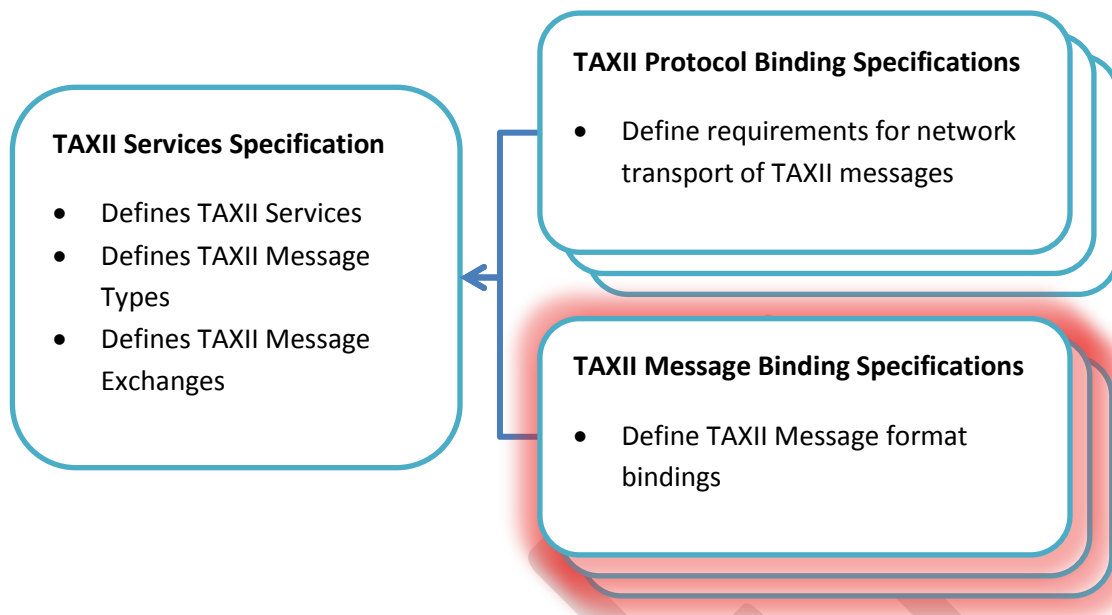 TAXII Services Specification
• Defines TAXII Services
• Defines TAXII Message
Types
• Defines TAXII Message
Exchanges
TAXII Protocol Binding Specifications
• Define requirements for network
transport of TAXII messages
TAXII Message Binding Specifications
• Define TAXII Message format
bindings